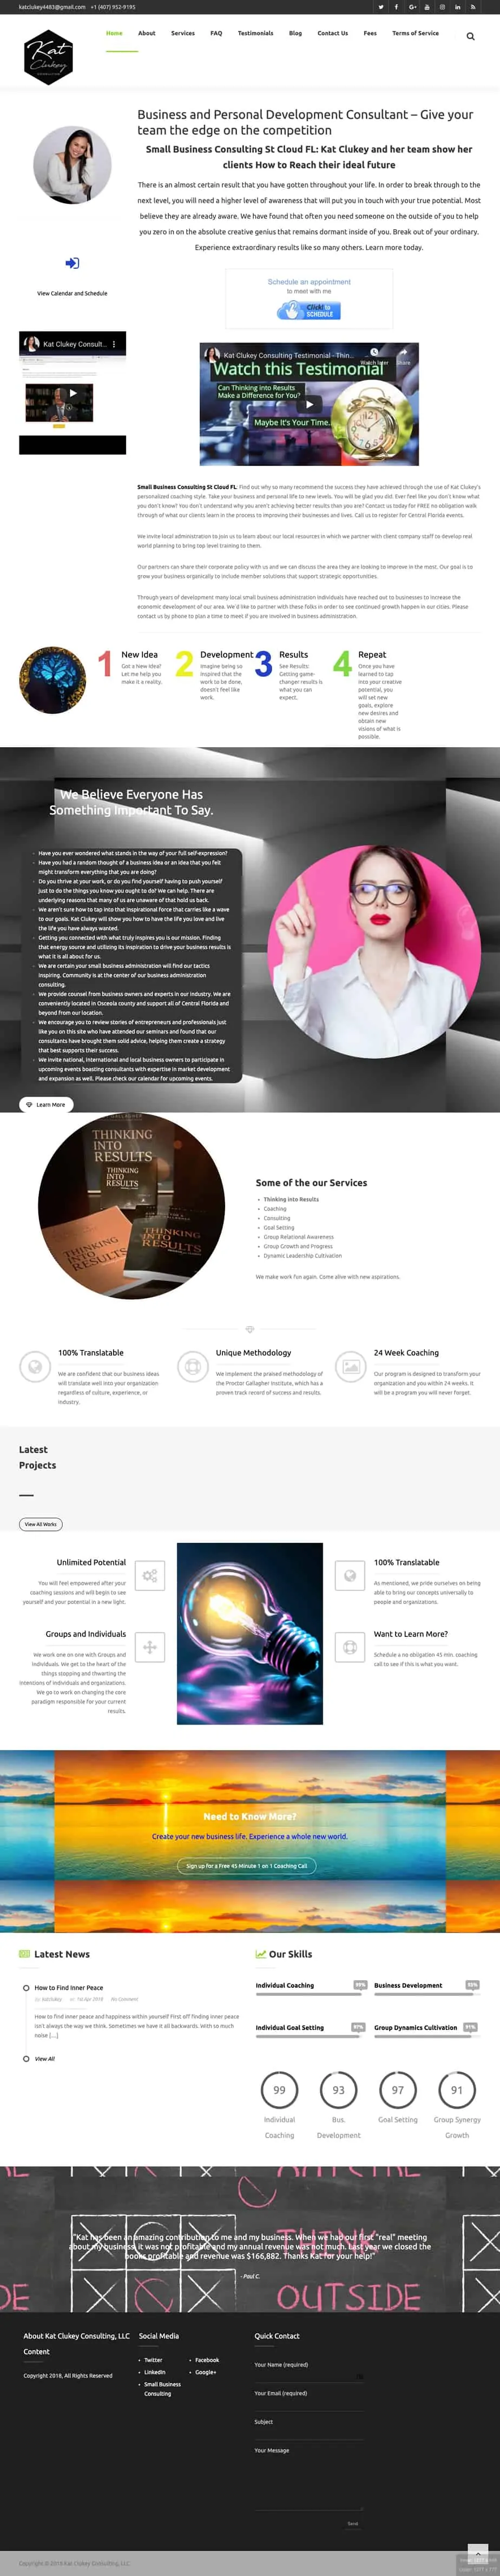 katclukey4483@gmail.com +1 (407) 952-9195
Kat
Clukey
Home About Services FAQ Testimonials Blog Contact Us Fees Terms of Service
Business and Personal Development Consultant – Give your
team the edge on the competition
Small Business Consulting St Cloud FL: Kat Clukey and her team show her
clients How to Reach their ideal future
There is an almost certain result that you have gotten throughout your life. In order to break through to the
next level, you will need a higher level of awareness that will put you in touch with your true potential. Most
believe they are already aware. We have found that often you need someone on the outside of you to help
you zero in on the absolute creative genius that remains dormant inside of you. Break out of your ordinary.
Experience extraordinary results like so many others. Learn more today.
View Calendar and Schedule
Schedule an appointment
to meet with me
Click! to
SCHEDULE
Kat Clukey Consult...
Kat Clukey Consulting Testimonial - Thin...
Watch later
Share
Watch this Testimonial
Can Thinking into Results
Make a Difference for You?
Maybe It's Your Time..
Small Business Consulting St Cloud FL: Find out why so many recommend the success they have achieved through the use of Kat Clukey's
personalized coaching style. Take your business and personal life to new levels. You will be glad you did. Ever feel like you don't know what
you don't know? You don't understand why you aren't achieving better results than you are? Contact us today for FREE no obligation walk
through of what our clients learn in the process to improving their businesses and lives. Call us to register for Central Florida events.
We invite local administration to join us to learn about our local resources in which we partner with client company staff to develop real
world planning to bring top level training to them.
Our partners can share their corporate policy with us and we can discuss the area they are looking to improve in the most. Our goal is to
grow your business organically to include member solutions that support strategic opportunities.
Through years of development many local small business administration individuals have reached out to businesses to increase the
economic development of our area. We'd like to partner with these folks in order to see continued growth happen in our cities. Please
contact us by phone to plan a time to meet if you are involved in business administration.
1
New Idea
Got a New Idea?
Let me help you
make it a reality.
2
Development
Imagine being so
inspired that the
work to be done,
doesn't feel like
work.
3
Results
See Results:
Getting game-
changer results is
what you can
expect.
4
Repeat
Once you have
learned to tap
into your creative
potential, you
will set new
goals, explore
new desires and
obtain new
visions of what is
possible.
We Believe Everyone Has
Something Important To Say.
Have you ever wondered what stands in the way of your full self-expression?
Have you had a random thought of a business idea or an idea that you felt
might transform everything that you are doing?
Do you thrive at your work, or do you find yourself having to push yourself
just to do the things you know you ought to do? We can help. There are
underlying reasons that many of us are unaware of that hold us back.
We aren't sure how to tap into that inspirational force that carries like a wave
to our goals. Kat Clukey will show you how to have the life you love and live
the life you have always wanted.
Getting you connected with what truly inspires you is our mission. Finding
that energy source and utilizing its inspiration to drive your business results is
what it is all about for us.
We are certain your small business administration will find our tactics
inspiring. Community is at the center of our business administration
consulting.
We provide counsel from business owners and experts in our industry. We are
conveniently located in Osceola county and support all of Central Florida and
beyond from our location.
We encourage you to review stories of entrepreneurs and professionals just
like you on this site who have attended our seminars and found that our
consultants have brought them solid advice, helping them create a strategy
that best supports their success.
We invite national, international and local business owners to participate in
upcoming events boasting consultants with expertise in market development
and expansion as well. Please check our calendar for upcoming events.
Learn More
THINKING
INTO
RESULTS
THINKING
INTO
RESULTS
THINKING
INTO
RESULTS
THINKING
INTO
RESULTS
Some of the our Services
Thinking into Results
Coaching
Consulting
Goal Setting
Group Relational Awareness
Group Growth and Progress
Dynamic Leadership Cultivation
We make work fun again. Come alive with new aspirations.
100% Translatable
We are confident that our business ideas
will translate well into your organization
regardless of culture, experience, or
industry.
Unique Methodology
We implement the praised methodology of
the Proctor Gallagher Institute, which has a
proven track record of success and results.
24 Week Coaching
Our program is designed to transform your
organization and you within 24 weeks. It
will be a program you will never forget.
Latest
Projects
View All Works
Unlimited Potential
You will feel empowered after your
coaching sessions and will begin to see
yourself and your potential in a new light.
Groups and Individuals
We work one on one with Groups and
Individuals. We get to the heart of the
things stopping and thwarting the
intentions of individuals and organizations.
We go to work on changing the core
paradigm responsible for your current
results.
100% Translatable
As mentioned, we pride ourselves on being
able to bring our concepts universally to
people and organizations.
Want to Learn More?
Schedule a no obligation 45 min. coaching
call to see if this is what you want.
Need to Know More?
Create your new business life. Experience a whole new world.
Sign up for a Free 45 Minute 1 on 1 Coaching Call
Latest News
How to Find Inner Peace
by katclukey on 1st Apr 2018 No Comment
How to find inner peace and happiness within yourself First off finding inner peace
isn't always the way we think. Sometimes we have it all backwards. With so much
noise [...]
View All
Our Skills
Individual Coaching 99%
Business Development 93%
Individual Goal Setting 97%
Group Dynamics Cultivation 91%
99
Individual
Coaching
93
Bus.
Development
97
Goal Setting
91
Group Synergy
Growth
THINK
OUTSIDE
"Kat has been an amazing contribution to me and my business. When we had our first "real" meeting
about my business it was not profitable and my annual revenue was not much. Last year we closed the
books profitable and revenue was $166,882. Thanks Kat for your help!"
- Paul C.
About Kat Clukey Consulting, LLC
Content
Copyright 2018, All Rights Reserved
Social Media
Twitter
Facebook
LinkedIn
Google+
Small Business
Consulting
Quick Contact
Your Name (required)
Your Email (required)
Subject
Your Message
Send
Copyright © 2018 Kat Clukey Consulting, LLC.